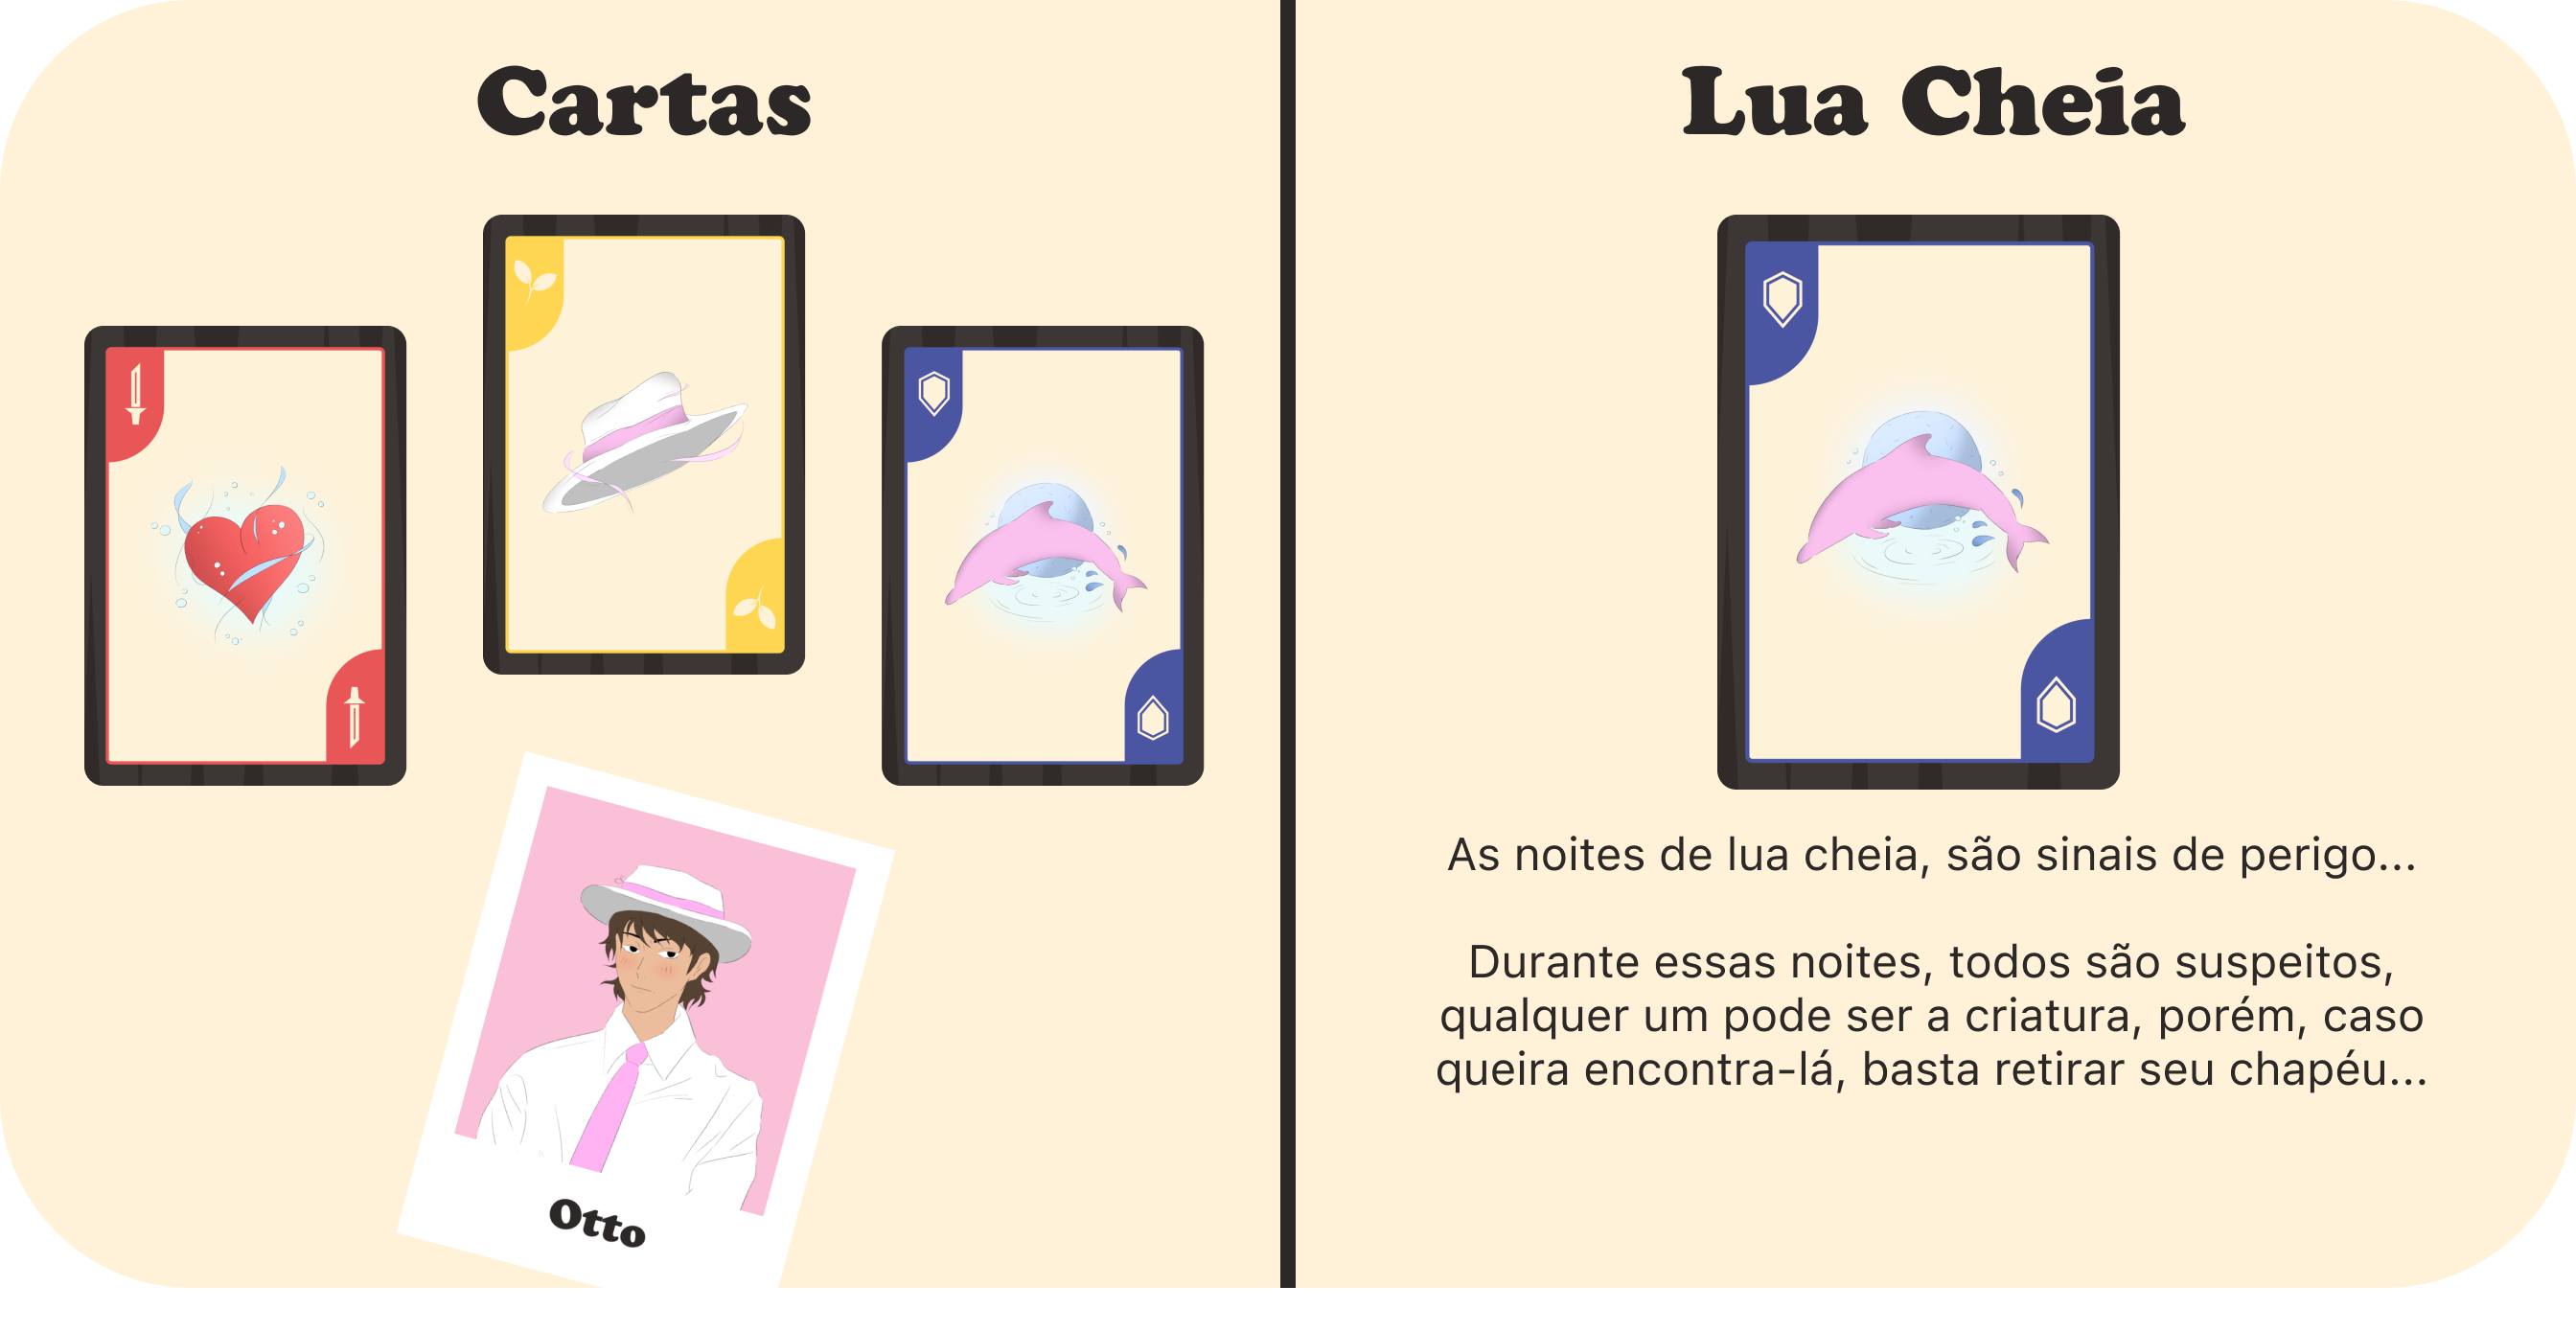 Cartas
Otto
Lua Cheia
As noites de lua cheia, são sinais de perigo...
Durante essas noites, todos são suspeitos,
qualquer um pode ser a criatura, porém, caso
queira encontra-lá, basta retirar seu chapéu...